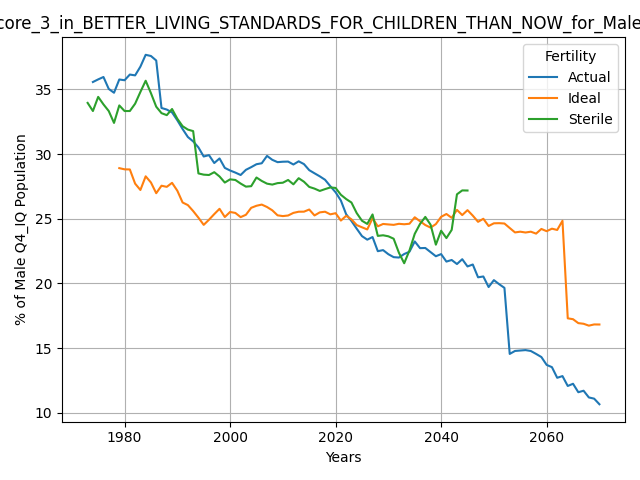 core_3_in_BETTER_LIVING_STANDARDS_FOR_CHILDREN_THAN_NOW_for_Male
Fertility
Actual
Ideal
Sterile
% of Male Q4_IQ Population
35
30
25
20
15
10
1980 2000 2020 2040 2060
Years